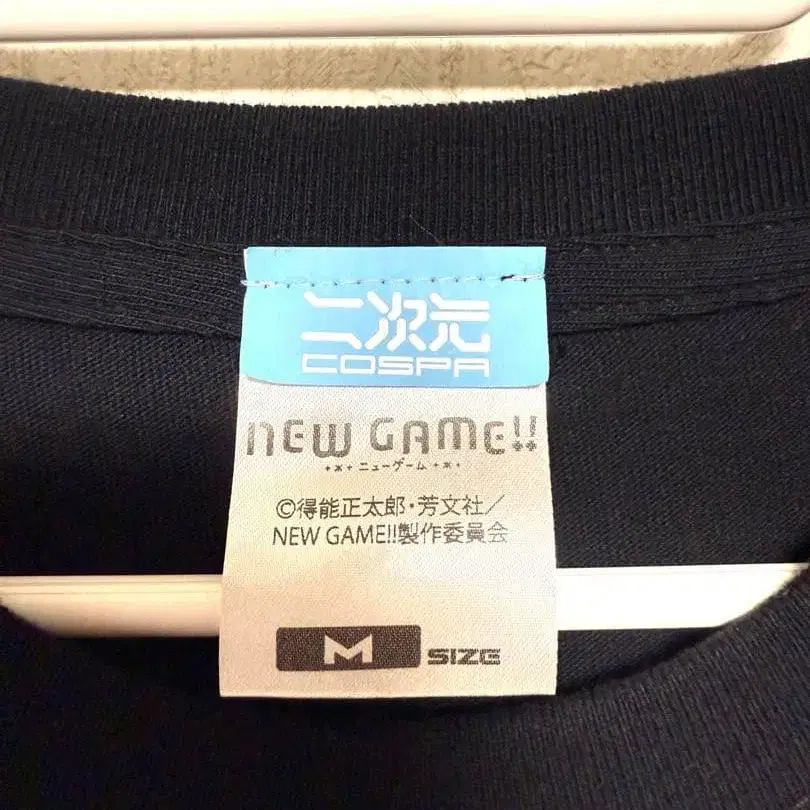 二次元
COSPA
NEW GAME!!
ニューゲーム
©得能正太郎・芳文社／
NEW GAME!!製作委員会
M SIZE